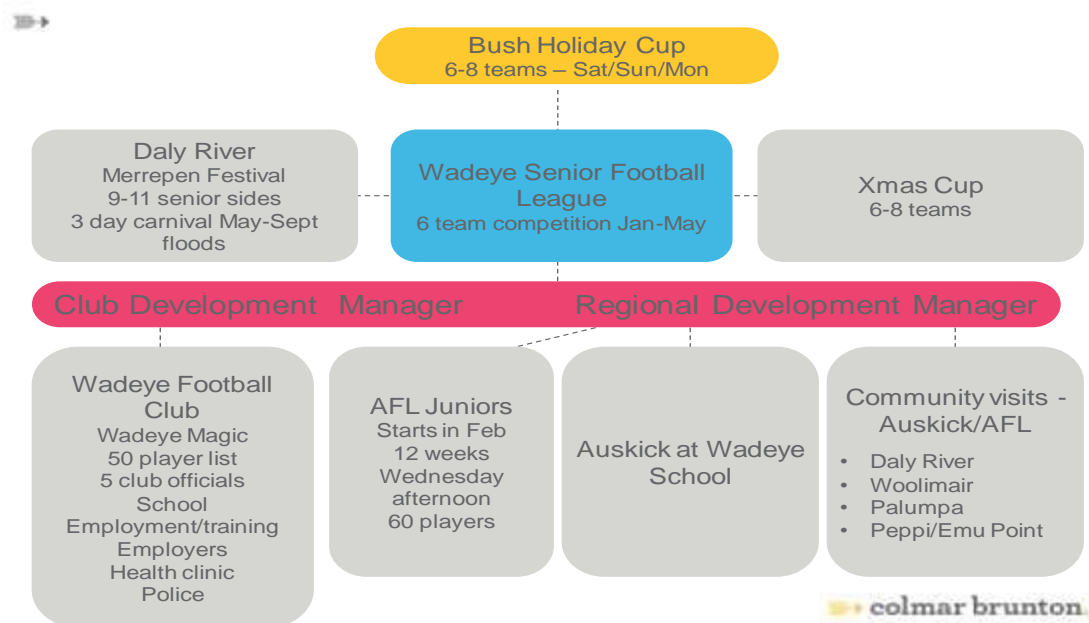 Bush Holiday Cup
6-8 teams – Sat/Sun/Mon
Daly River
Merrepen Festival
9-11 senior sides
3 day carnival May-Sept
floods
Wadeye Senior Football
League
6 team competition Jan-May
Xmas Cup
6-8 teams
Club Development Manager
Regional Development Manager
Wadeye Football
Club
Wadeye Magic
50 player list
5 club officials
School
Employment/training
Employers
Health clinic
Police
AFL Juniors
Starts in Feb
12 weeks
Wednesday
afternoon
60 players
Auskick at Wadeye
School
Community visits -
Auskick/AFL
• Daly River
• Woolimair
• Palumpa
• Peppi/Emu Point
colmar brunton